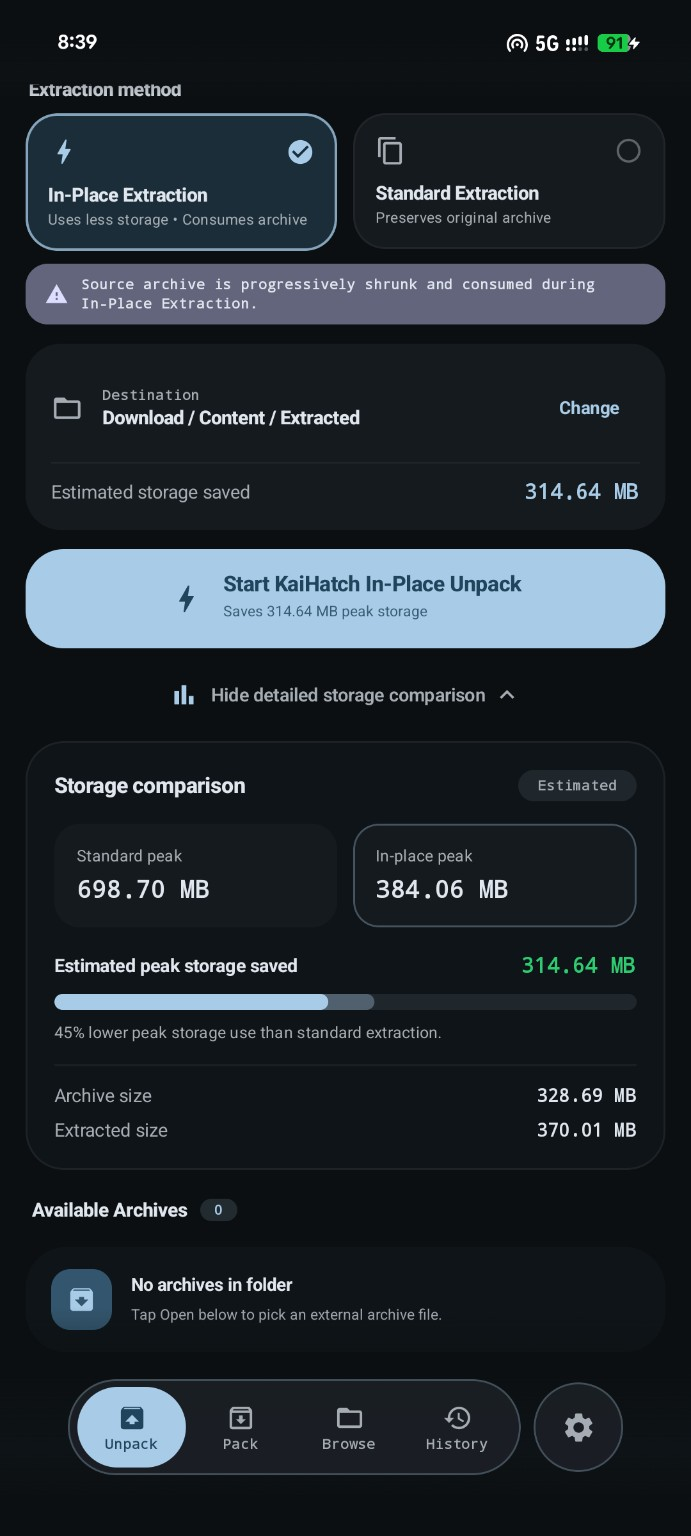 8:39
5G
91
Extraction method
In-Place Extraction
Uses less storage • Consumes archive
Standard Extraction
Preserves original archive
Source archive is progressively shrunk and consumed during
In-Place Extraction.
Destination
Download / Content / Extracted
Change
Estimated storage saved
314.64 MB
Start KaiHatch In-Place Unpack
Saves 314.64 MB peak storage
Hide detailed storage comparison
Storage comparison
Estimated
Standard peak
698.70 MB
In-place peak
384.06 MB
Estimated peak storage saved
314.64 MB
45% lower peak storage use than standard extraction.
Archive size
328.69 MB
Extracted size
370.01 MB
Available Archives
0
No archives in folder
Tap Open below to pick an external archive file.
Unpack
Pack
Browse
History